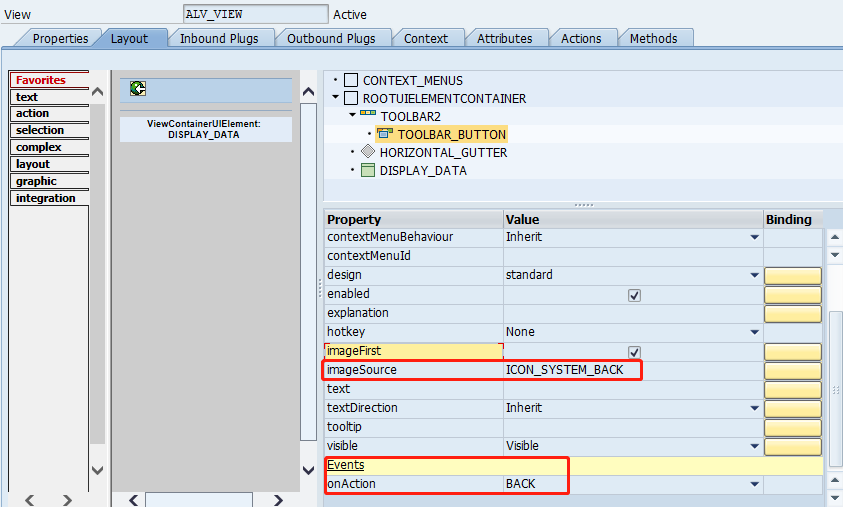 View ALV_VIEW Active
Properties Layout Inbound Plugs Outbound Plugs Context Attributes Actions Methods
Favorites
text
action
selection
complex
layout
graphic
integration
ViewContainerUIElement:
DISPLAY_DATA
CONTEXT_MENUS
ROOTUIELEMENTCONTAINER
TOOLBAR2
TOOLBAR_BUTTON
HORIZONTAL_GUTTER
DISPLAY_DATA
Property Value Binding
contextMenuBehaviour Inherit
contextMenuId
design standard
enabled
explanation
hotkey None
imageFirst
imageSource ICON_SYSTEM_BACK
text
textDirection Inherit
tooltip
visible Visible
Events
onAction BACK